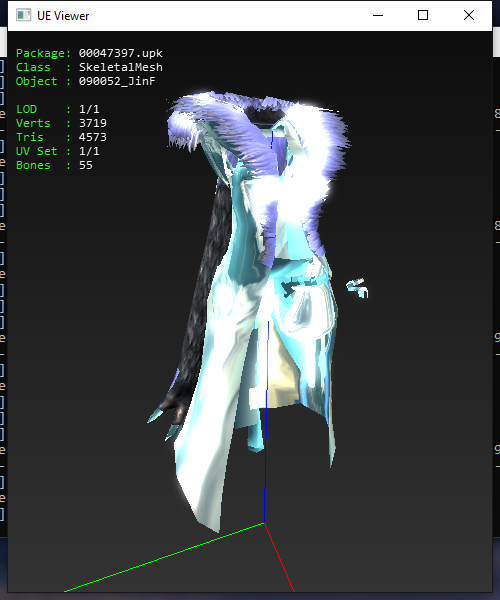 UE Viewer
Package: 00047397.upk
Class  : SkeletalMesh
Object : 090052_JinF
LOD    : 1/1
Verts  : 3719
Tris   : 4573
UV Set : 1/1
Bones  : 55